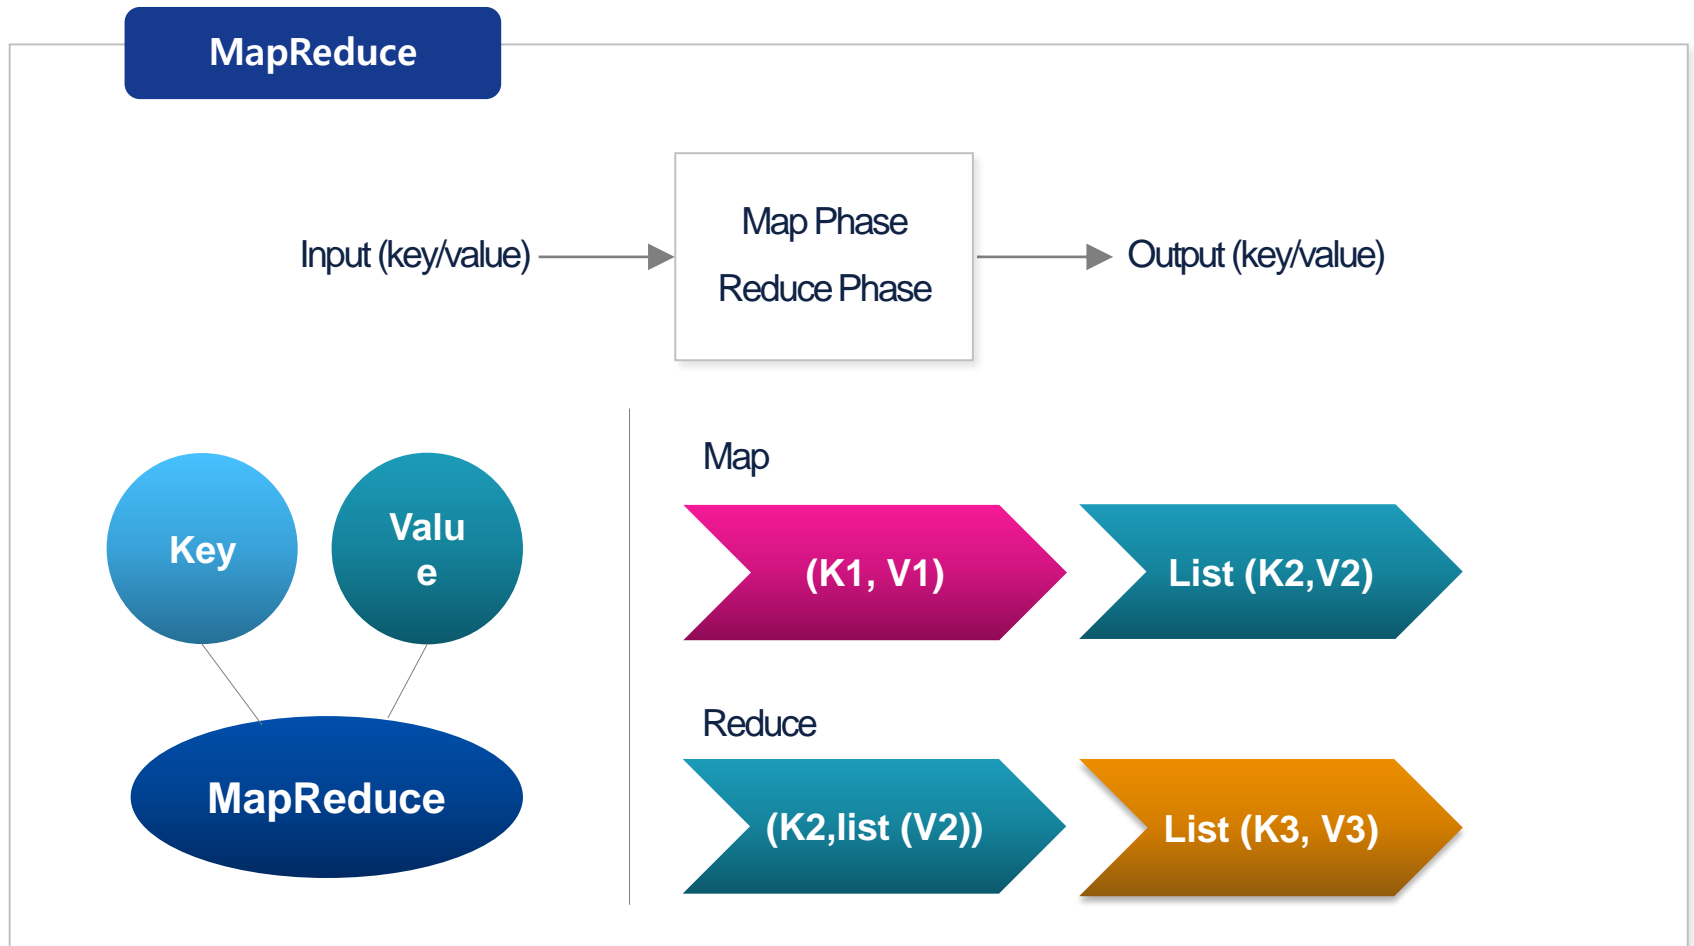 MapReduce
Map Phase
Input (key/value)
Output (key/value)
Reduce Phase
Key
Valu
e
MapReduce
Map
(K1, V1)
List (K2,V2)
Reduce
(K2,list (V2))
List (K3, V3)